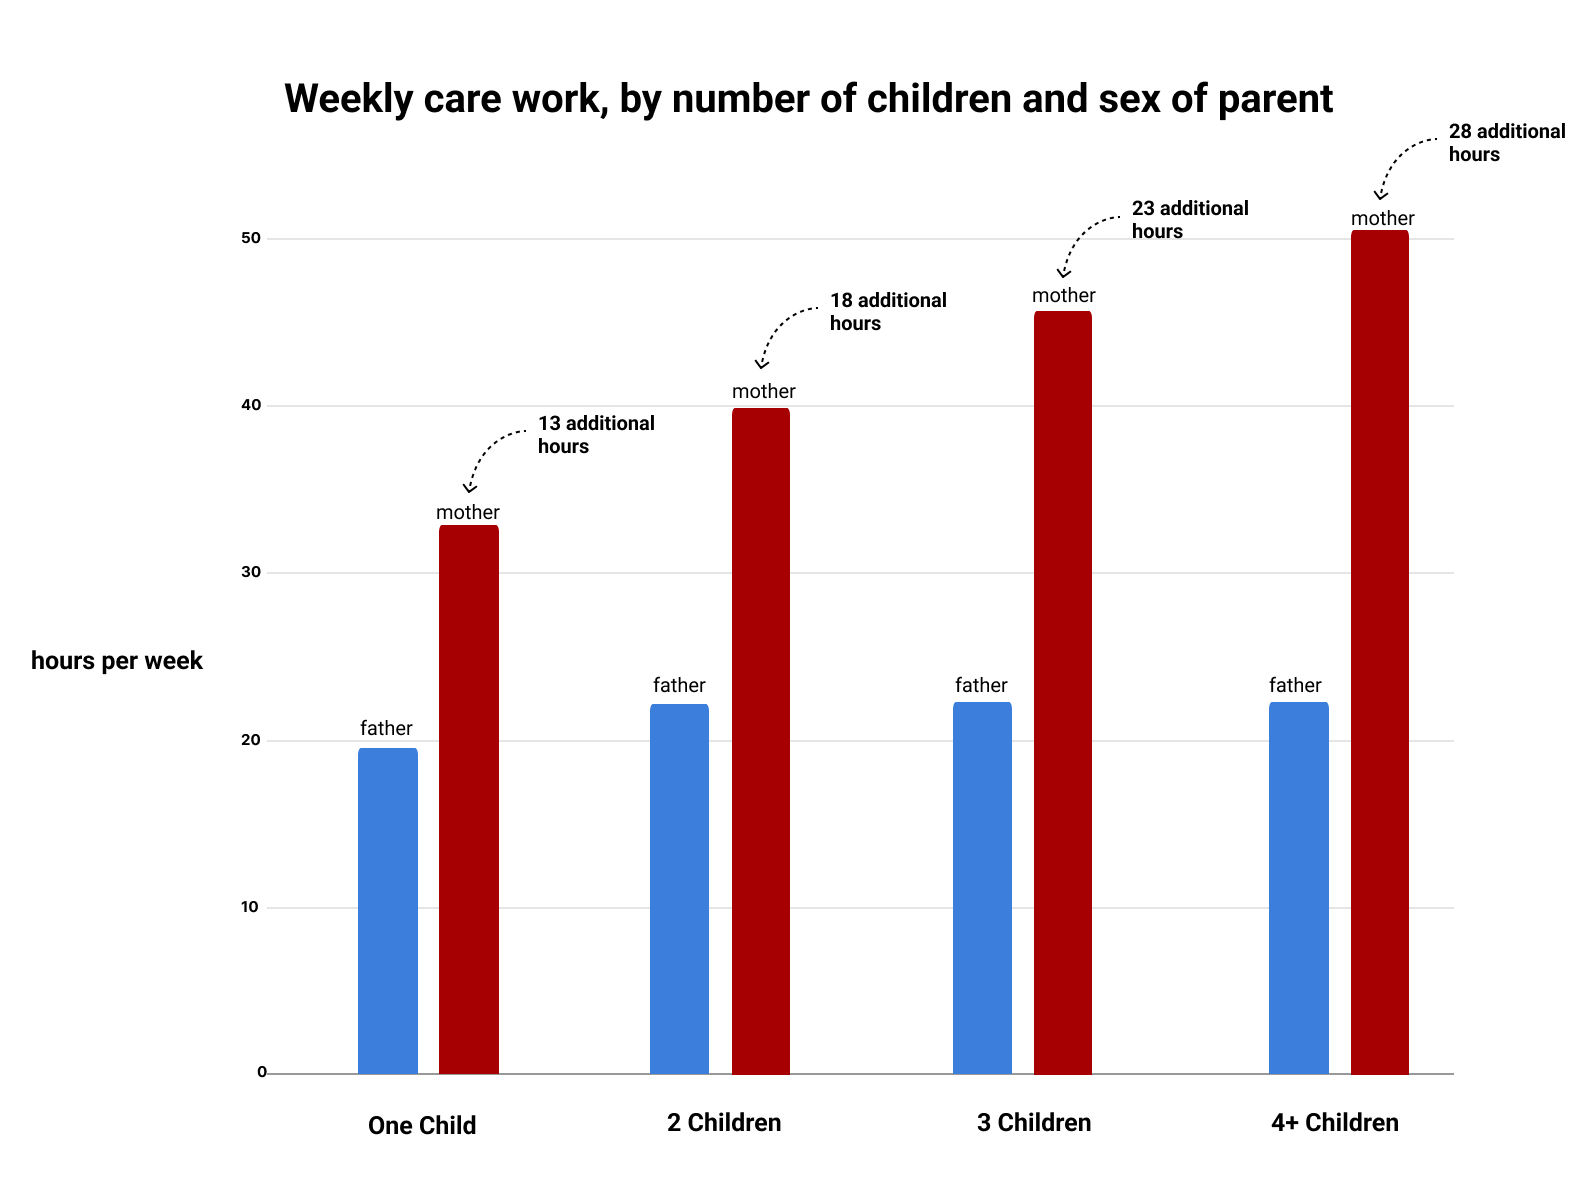 Weekly care work, by number of children and sex of parent
28 additional
hours
mother
23 additional
hours
50
mother
18 additional
hours
mother
40
13 additional
hours
mother
30
hours per week
father
father
father
father
20
10
0
One Child
2 Children
3 Children
4+ Children